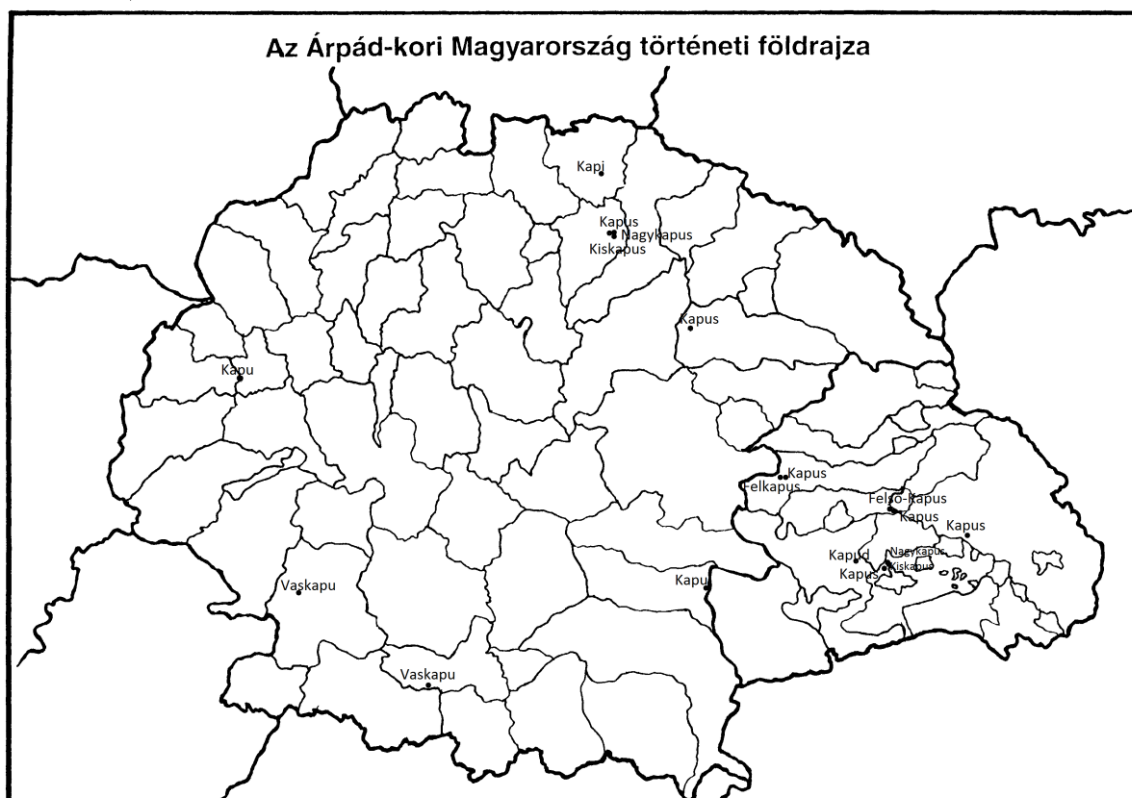 Az Árpád-kori Magyarország történeti földrajza
Kapi
Kapus
Nagykapus
Kiskapus
Kapus
Kapu
Kapus
Felkapus
Felső-Kapus
Kapus
Kapus
Kapud
Nagykapus
Kiskapus
Kapus
Vaskapu
Kapu
Vaskapu